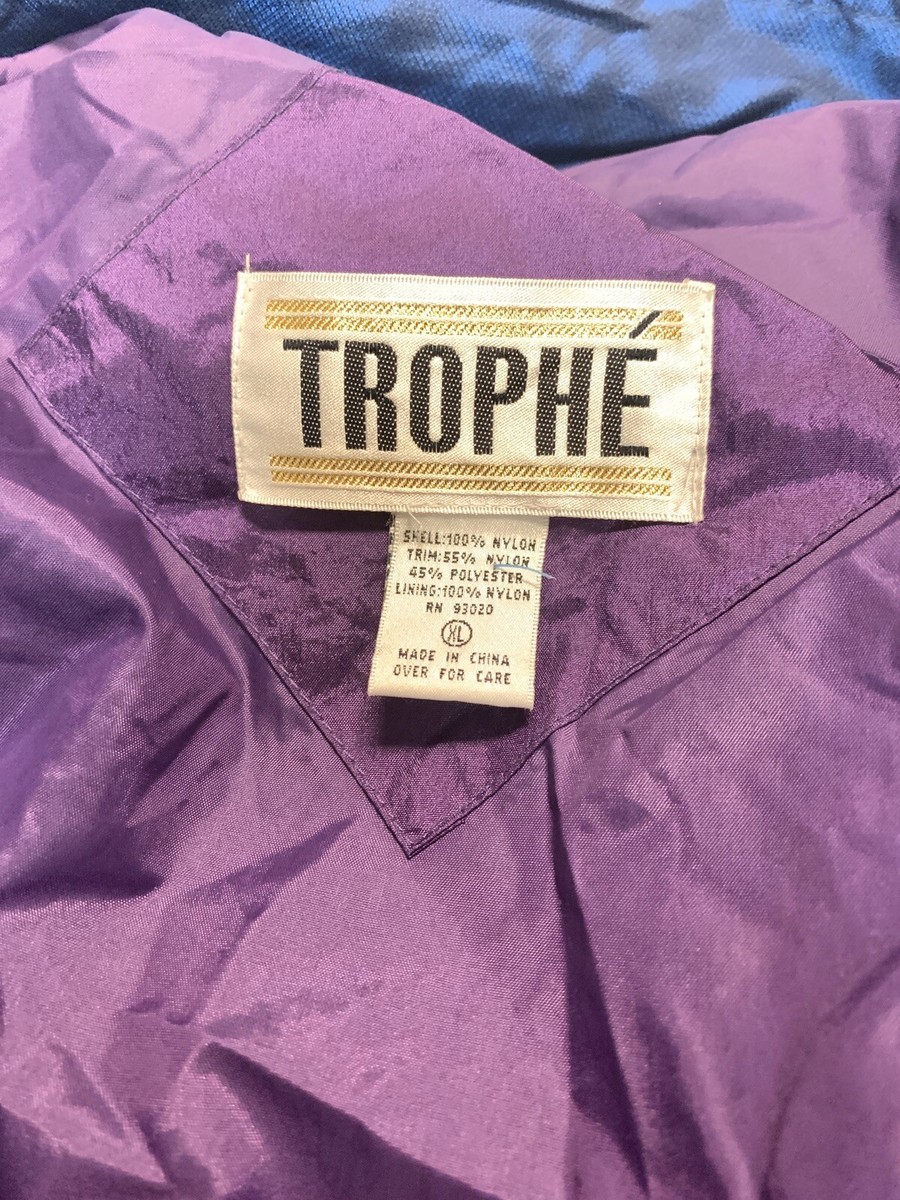 TROPHÉ
SHELL:100% NYLON
TRIM:55% NYLON
45% POLYESTER
LINING:100% NYLON
RN 93020
XL
MADE IN CHINA
OVER FOR CARE